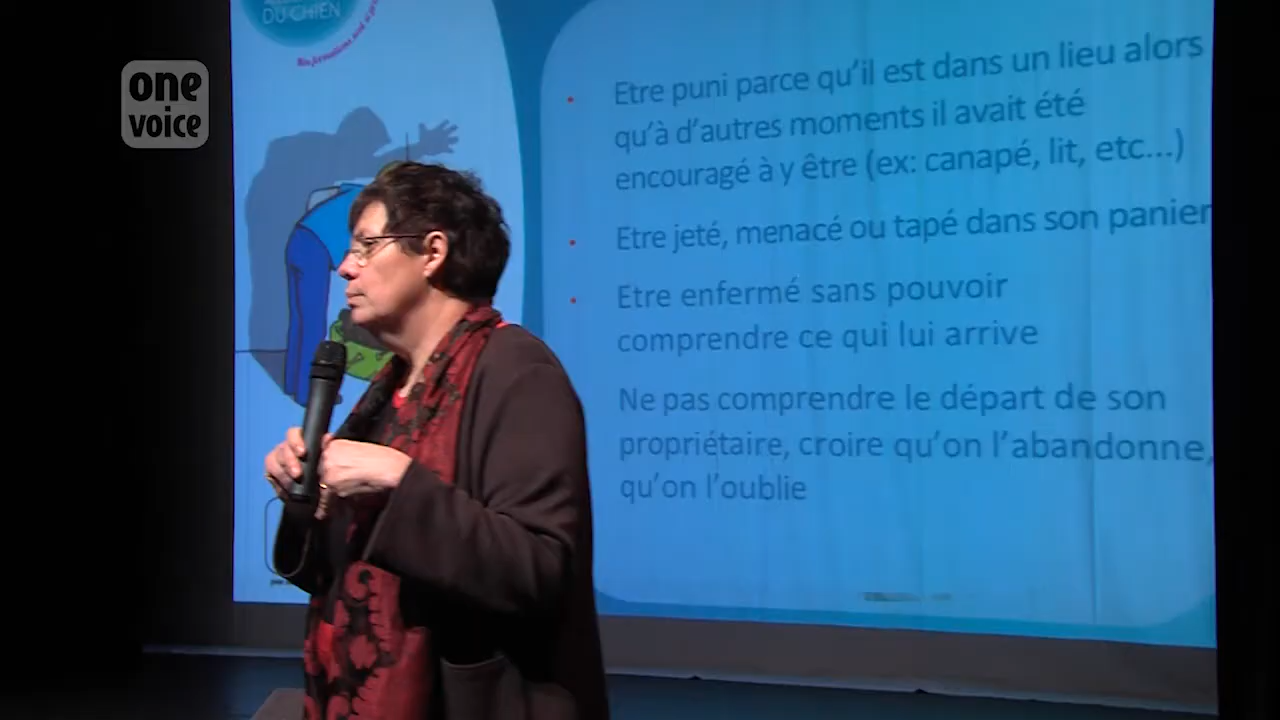 DU CHIEN
one
voice
Etre puni parce qu'il est dans un lieu alors
qu'à d'autres moments il avait été
encouragé à y être (ex: canapé, lit, etc...)
Etre jeté, menacé ou tapé dans son panier
Etre enfermé sans pouvoir
comprendre ce qui lui arrive
Ne pas comprendre le départ de son
propriétaire, croire qu'on l'abandonne,
qu'on l'oublie